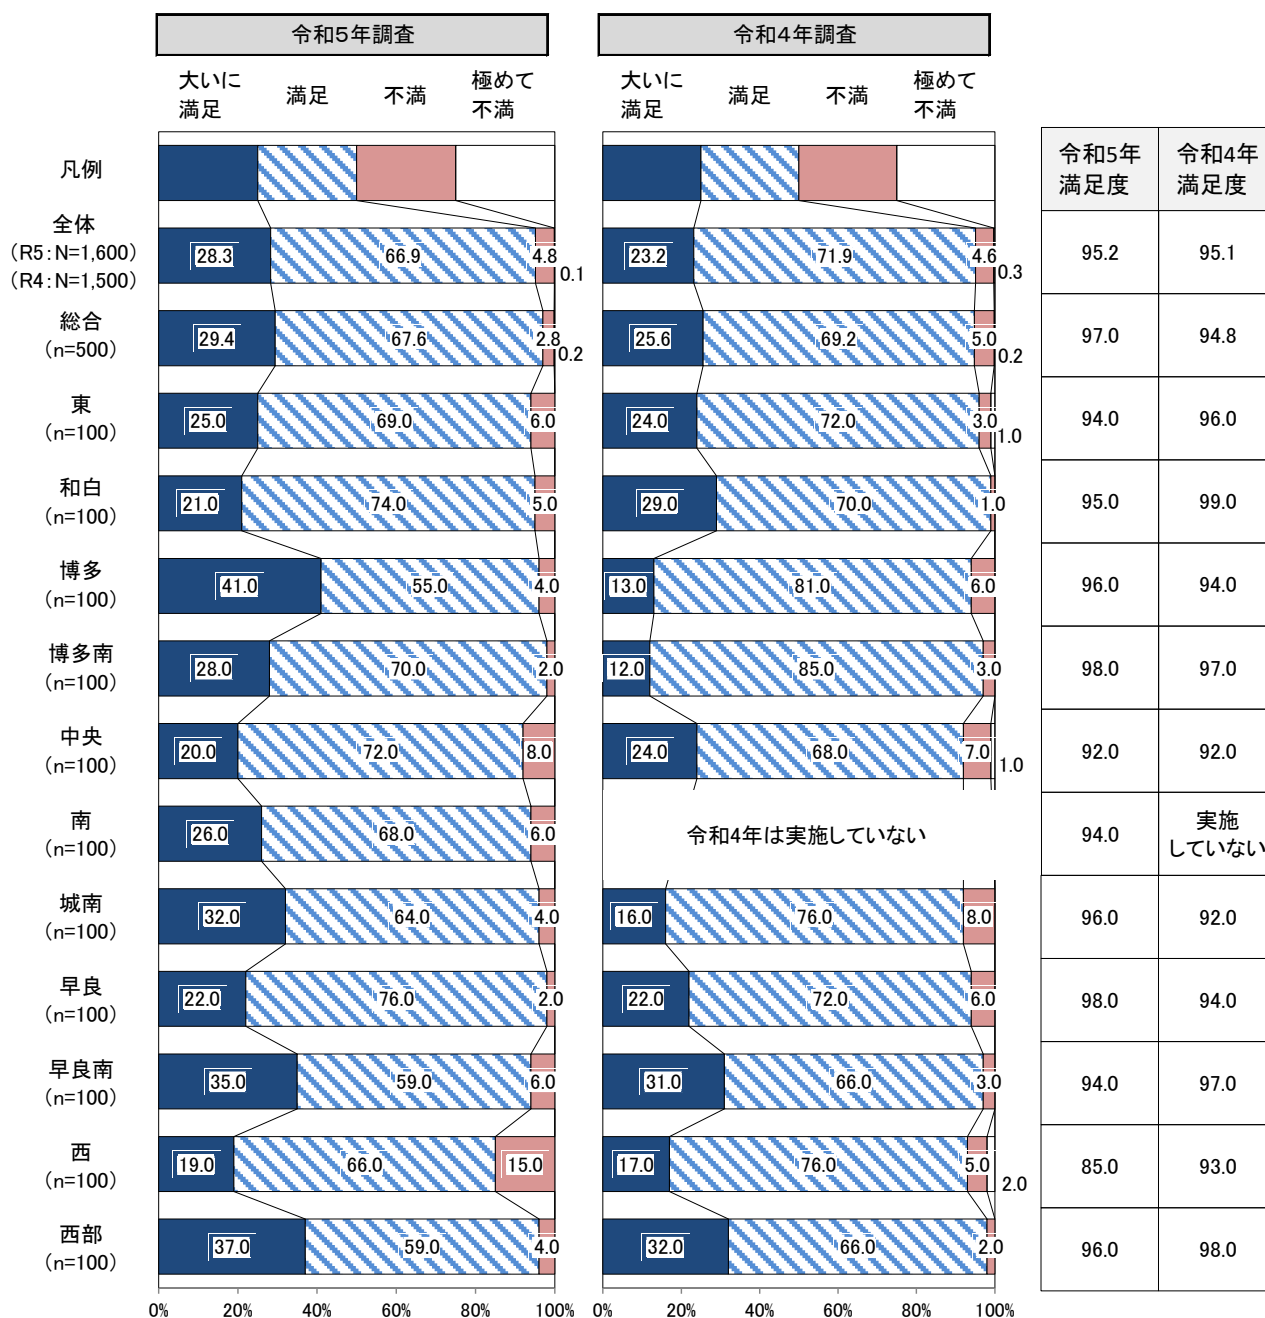 令和5年調査
令和4年調査
大いに
満足
満足
不満
極めて
不満
大いに
満足
満足
不満
極めて
不満
凡例
令和5年
満足度
令和4年
満足度
全体
(R5:N=1,600)
(R4:N=1,500)
28.3 66.9 4.8 0.1
23.2 71.9 4.6 0.3
95.2 95.1
総合
(n=500)
29.4 67.6 2.8 0.2
25.6 69.2 5.0 0.2
97.0 94.8
東
(n=100)
25.0 69.0 6.0
24.0 72.0 3.0 1.0
94.0 96.0
和白
(n=100)
21.0 74.0 5.0
29.0 70.0 1.0
95.0 99.0
博多
(n=100)
41.0 55.0 4.0
13.0 81.0 6.0
96.0 94.0
博多南
(n=100)
28.0 70.0 2.0
12.0 85.0 3.0
98.0 97.0
中央
(n=100)
20.0 72.0 8.0
24.0 68.0 7.0 1.0
92.0 92.0
南
(n=100)
26.0 68.0 6.0
令和4年は実施していない
94.0
実施
していない
城南
(n=100)
32.0 64.0 4.0
16.0 76.0 8.0
96.0 92.0
早良
(n=100)
22.0 76.0 2.0
22.0 72.0 6.0
98.0 94.0
早良南
(n=100)
35.0 59.0 6.0
31.0 66.0 3.0
94.0 97.0
西
(n=100)
19.0 66.0 15.0
17.0 76.0 5.0 2.0
85.0 93.0
西部
(n=100)
37.0 59.0 4.0
32.0 66.0 2.0
96.0 98.0
0% 20% 40% 60% 80% 100%
0% 20% 40% 60% 80% 100%